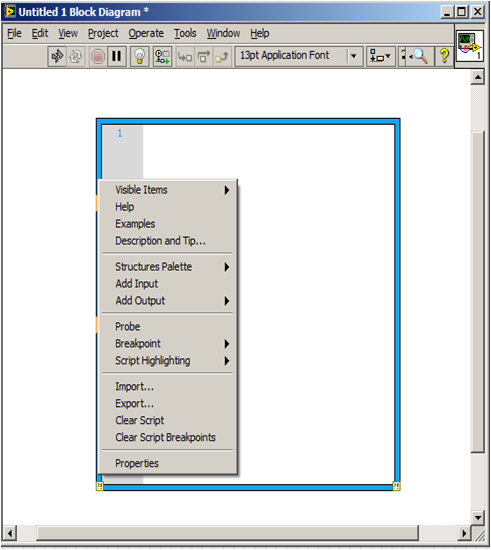 Untitled 1 Block Diagram *
File Edit View Project Operate Tools Window Help
13pt Application Font
1
1
Visible Items
Help
Examples
Description and Tip...
Structures Palette
Add Input
Add Output
Probe
Breakpoint
Script Highlighting
Import...
Export...
Clear Script
Clear Script Breakpoints
Properties